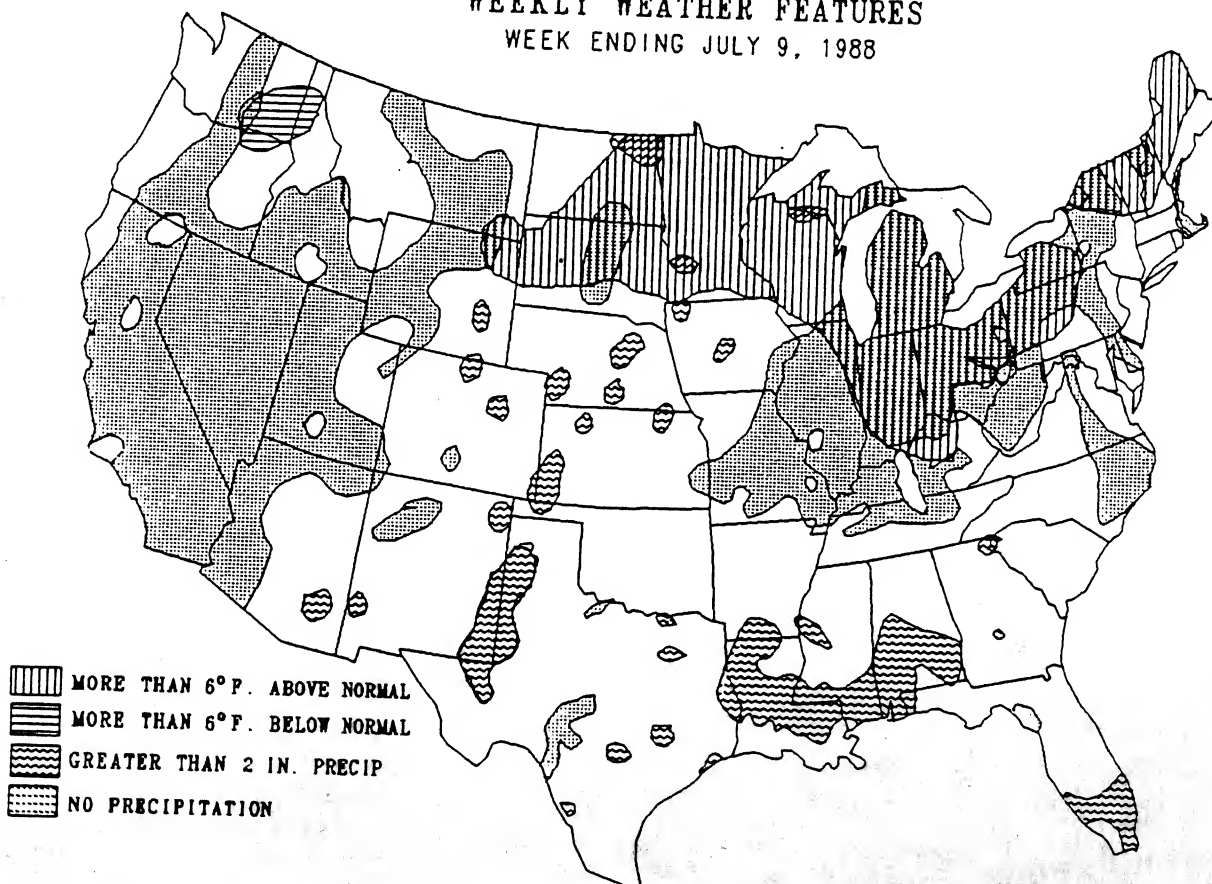 WEEKLY WEATHER FEATURES
WEEK ENDING JULY 9, 1988
MORE THAN 6°F. ABOVE NORMAL
MORE THAN 6°F. BELOW NORMAL
GREATER THAN 2 IN. PRECIP
NO PRECIPITATION